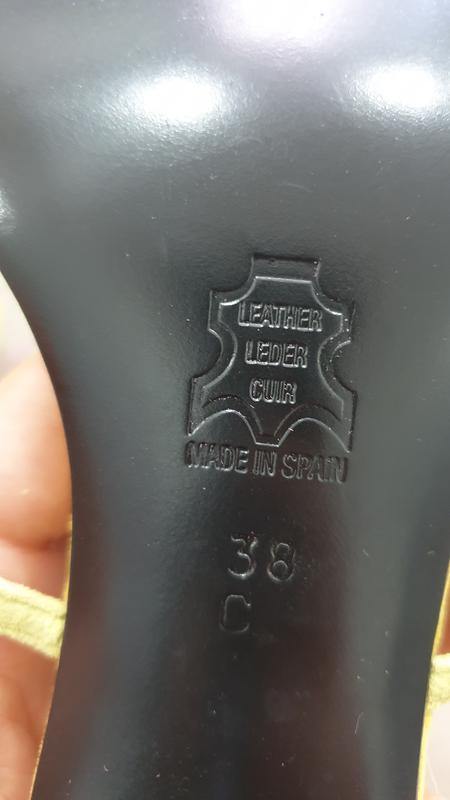 LEATHER
LEDER
CUIR
MADE IN SPAIN
38
C